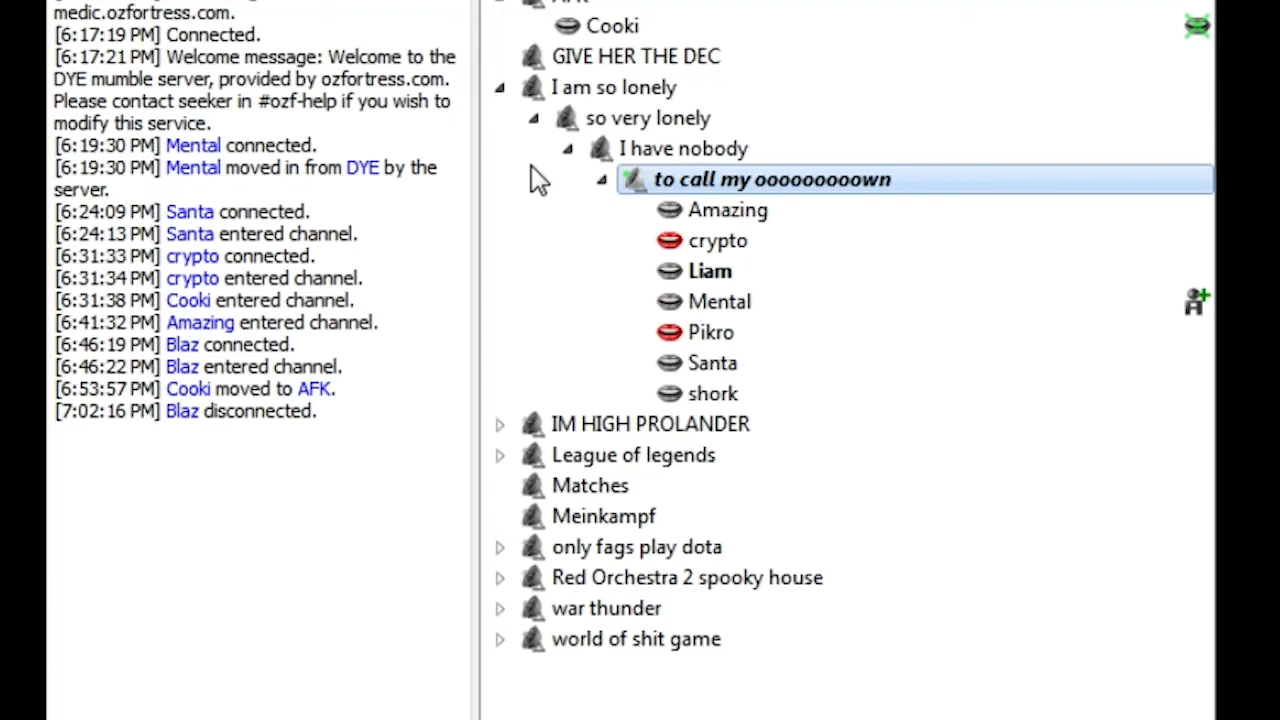 medic.ozfortress.com.
[6:17:19 PM] Connected.
[6:17:21 PM] Welcome message: Welcome to the
DYE mumble server, provided by ozfortress.com.
Please contact seeker in #ozf-help if you wish to
modify this service.
[6:19:30 PM] Mental connected.
[6:19:30 PM] Mental moved in from DYE by the
server.
[6:24:09 PM] Santa connected.
[6:24:13 PM] Santa entered channel.
[6:31:33 PM] crypto connected.
[6:31:34 PM] crypto entered channel.
[6:31:38 PM] Cooki entered channel.
[6:41:32 PM] Amazing entered channel.
[6:46:19 PM] Blaz connected.
[6:46:22 PM] Blaz entered channel.
[6:53:57 PM] Cooki moved to AFK.
[7:02:16 PM] Blaz disconnected.
Cooki
GIVE HER THE DEC
I am so lonely
so very lonely
I have nobody
to call my ooooooooown
Amazing
crypto
Liam
Mental
Pikro
Santa
shork
IM HIGH PROLANDER
League of legends
Matches
Meinkampf
only fags play dota
Red Orchestra 2 spooky house
war thunder
world of shit game